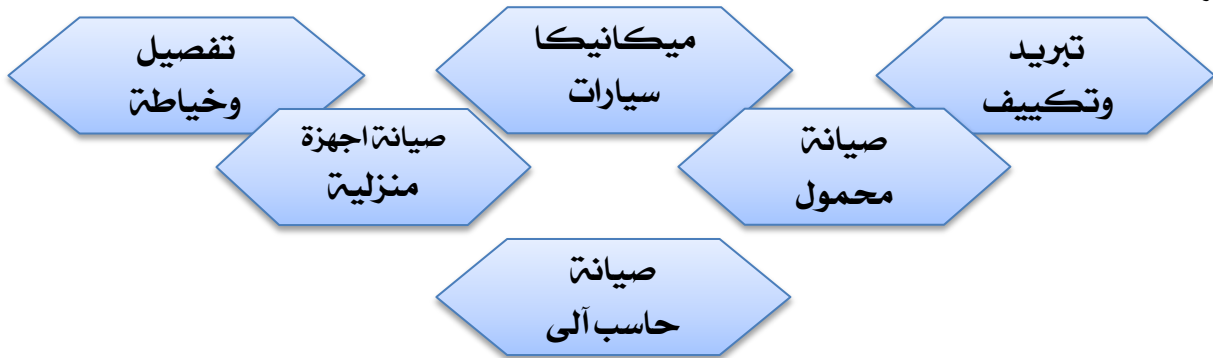 تبريد
وتكييف
ميكانيكا
سيارات
تفصيل
وخياطة
صيانة
محمول
صيانة اجهزة
منزلية
صيانة
حاسب آلى